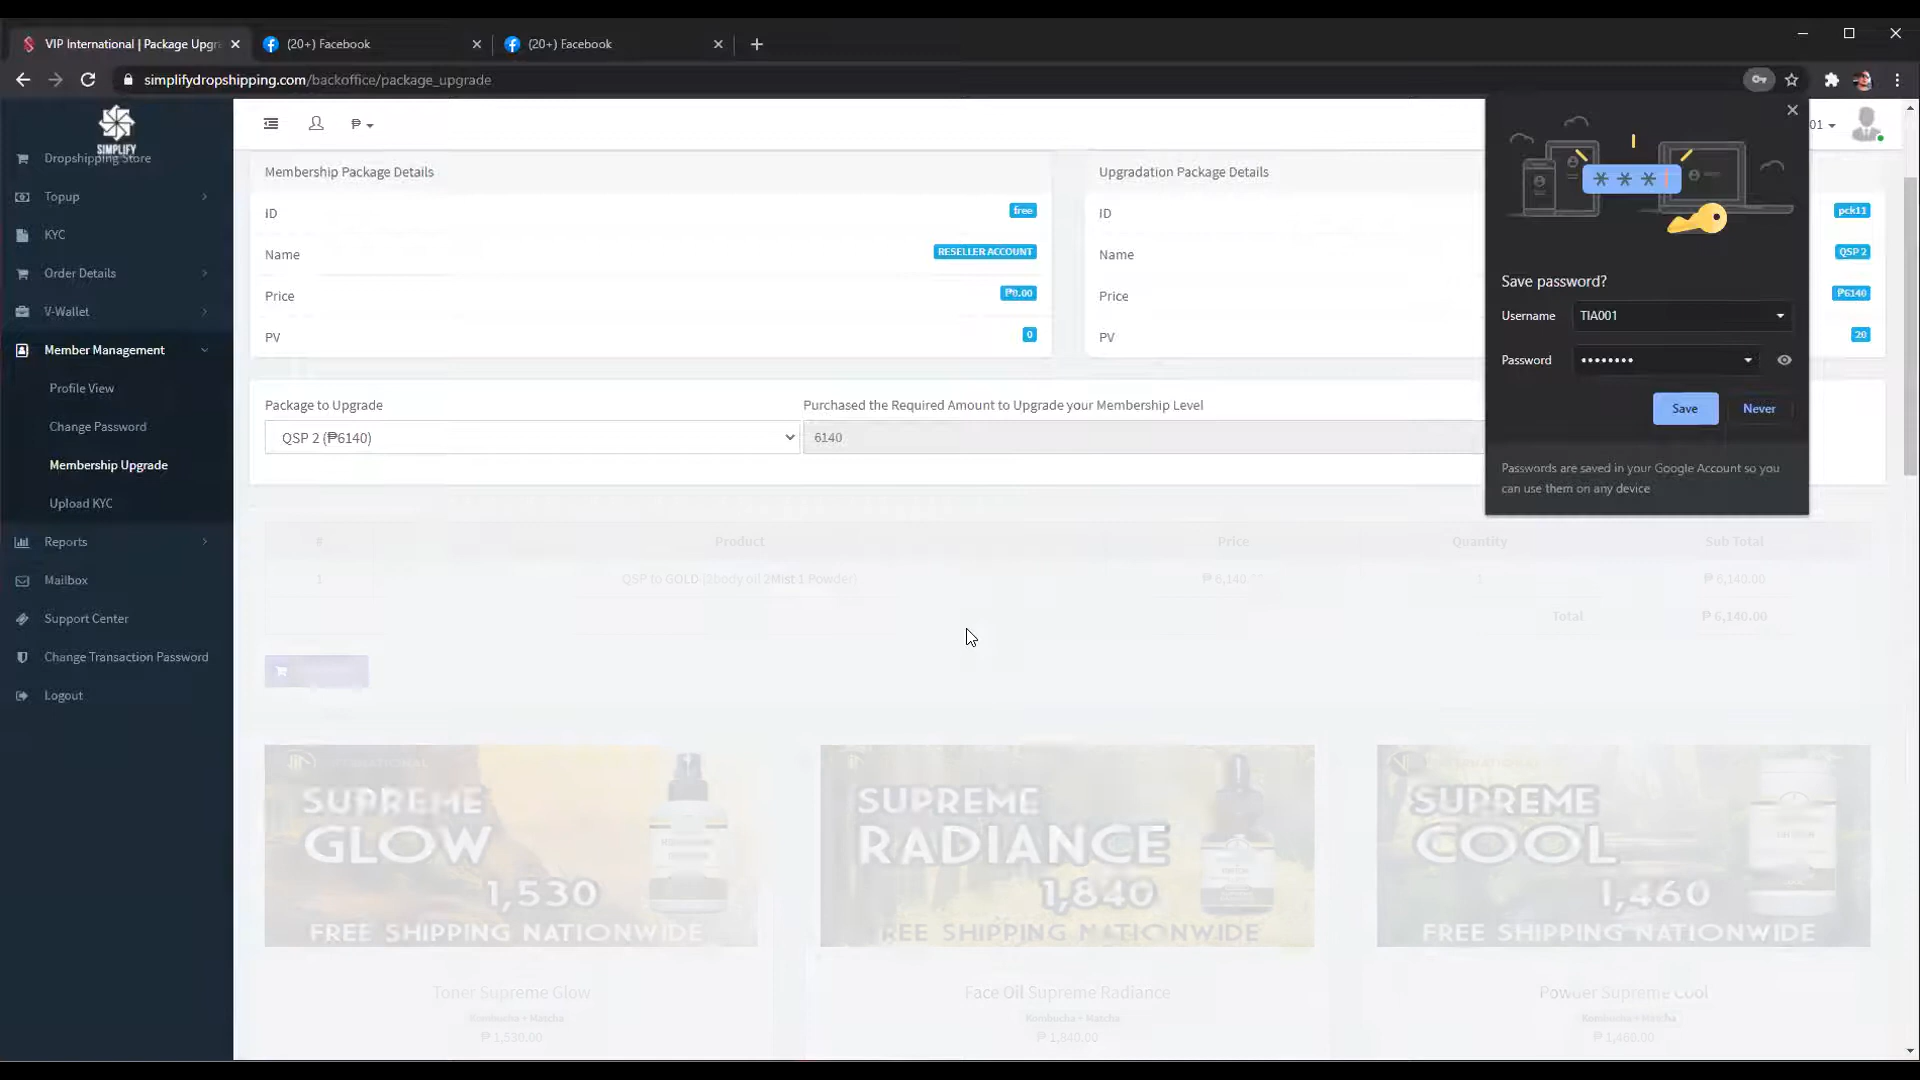 VIP International | Package Upgr
(20+) Facebook
(20+) Facebook
simplifydropshipping.com/backoffice/package_upgrade
SIMPLIFY
Dropshipping Store
Topup
KYC
Order Details
V-Wallet
Member Management
Profile View
Change Password
Membership Upgrade
Upload KYC
Reports
Mailbox
Support Center
Change Transaction Password
Logout
₱
01
Membership Package Details
ID free
Name RESELLER ACCOUNT
Price ₱0.00
PV 0
Upgradation Package Details
ID pck11
Name QSP 2
Price ₱6140
PV 20
Package to Upgrade
QSP 2 (₱6140)
Purchased the Required Amount to Upgrade your Membership Level
6140
* * *
Save password?
Username TIA001
Password ••••••••
Save Never
Passwords are saved in your Google Account so you
can use them on any device
# Product Price Quantity Sub Total
1 QSP to GOLD (2body oil 2Mist 1 Powder) ₱ 6,140.00 1 ₱ 6,140.00
Total ₱ 6,140.00
SUPREME
GLOW
1,530
FREE SHIPPING NATIONWIDE
SUPREME
RADIANCE
1,840
FREE SHIPPING NATIONWIDE
SUPREME
COOL
1,460
FREE SHIPPING NATIONWIDE
Toner Supreme Glow
Kombucha + Matcha
₱ 1,530.00
Face Oil Supreme Radiance
Kombucha + Matcha
₱ 1,840.00
Powder Supreme Cool
Kombucha + Matcha
₱ 1,460.00